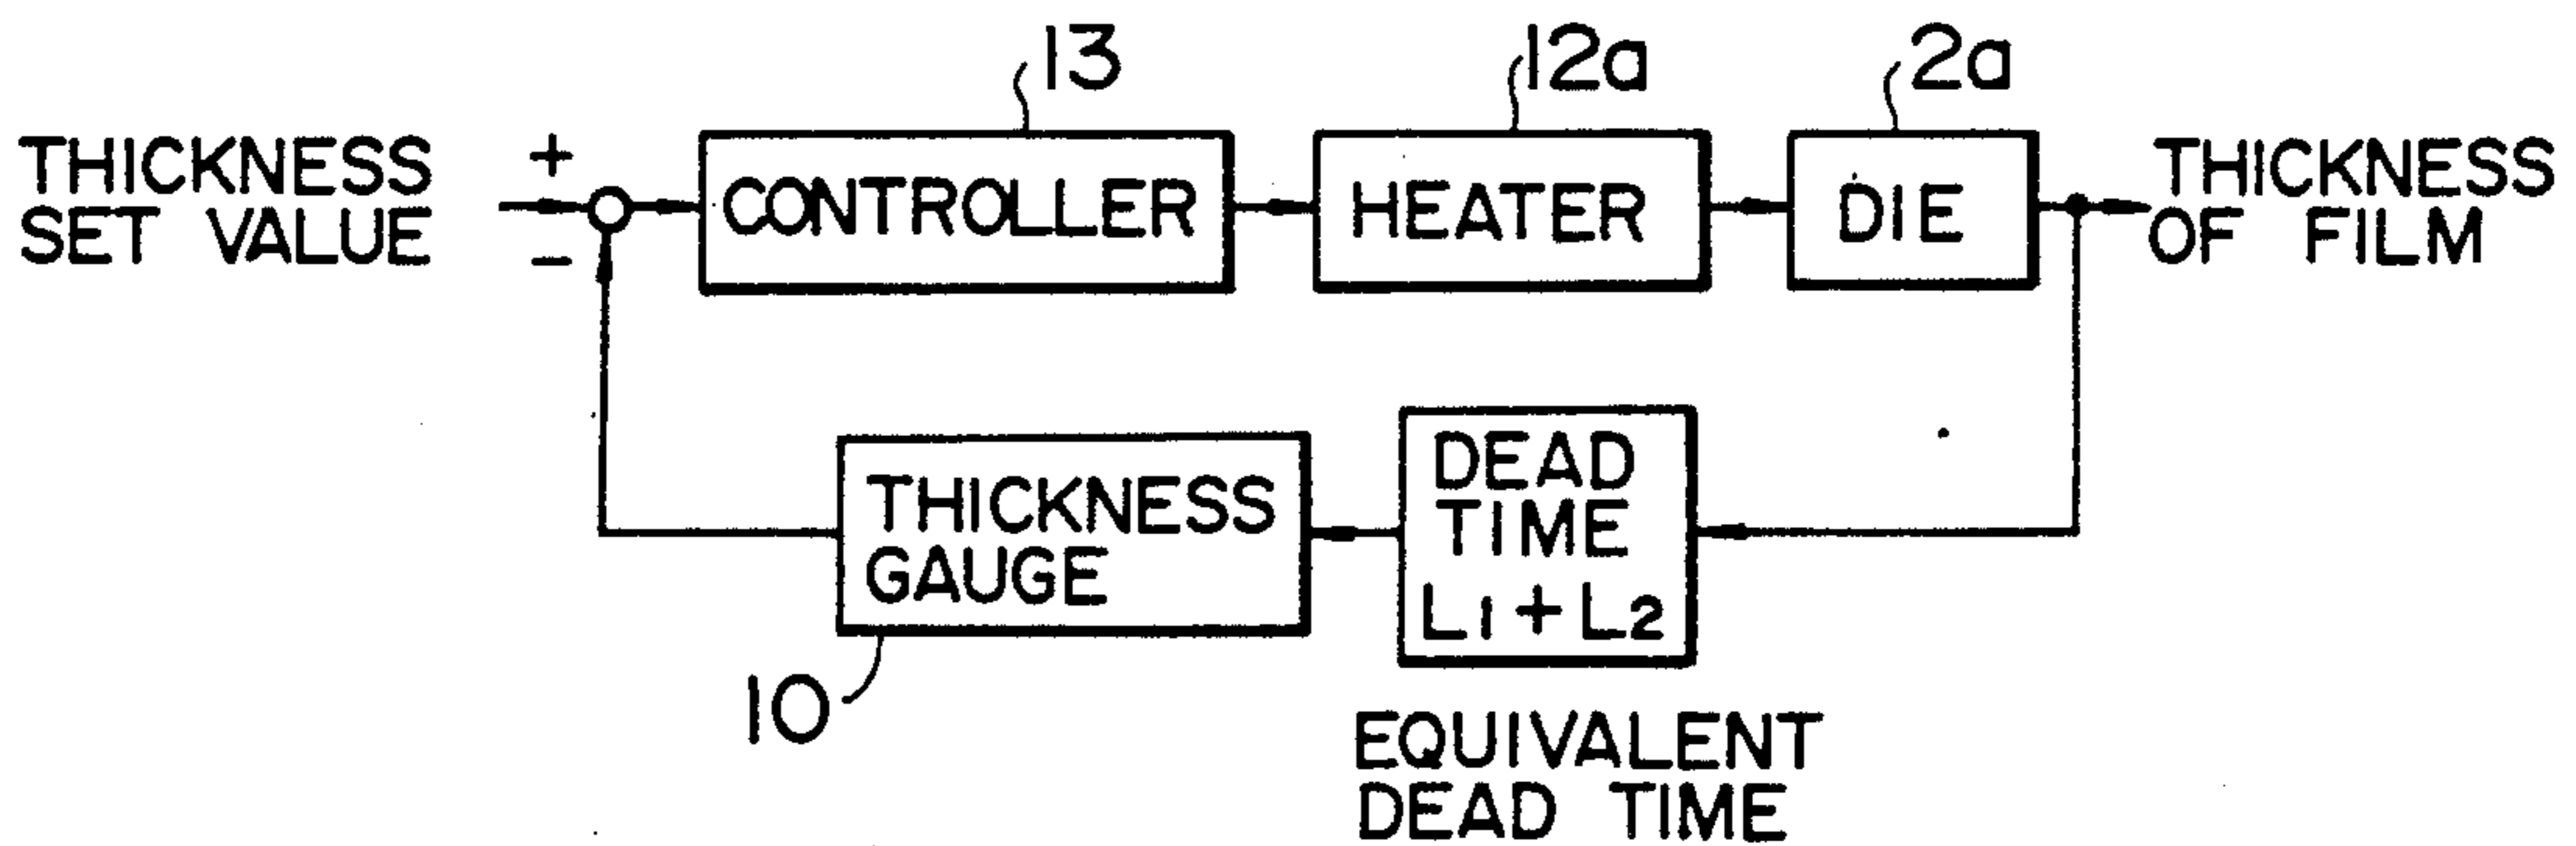 13
12a
2a
THICKNESS
SET VALUE
+
−
CONTROLLER
HEATER
DIE
THICKNESS
OF FILM
THICKNESS
GAUGE
DEAD
TIME
L1 + L2
10
EQUIVALENT
DEAD TIME